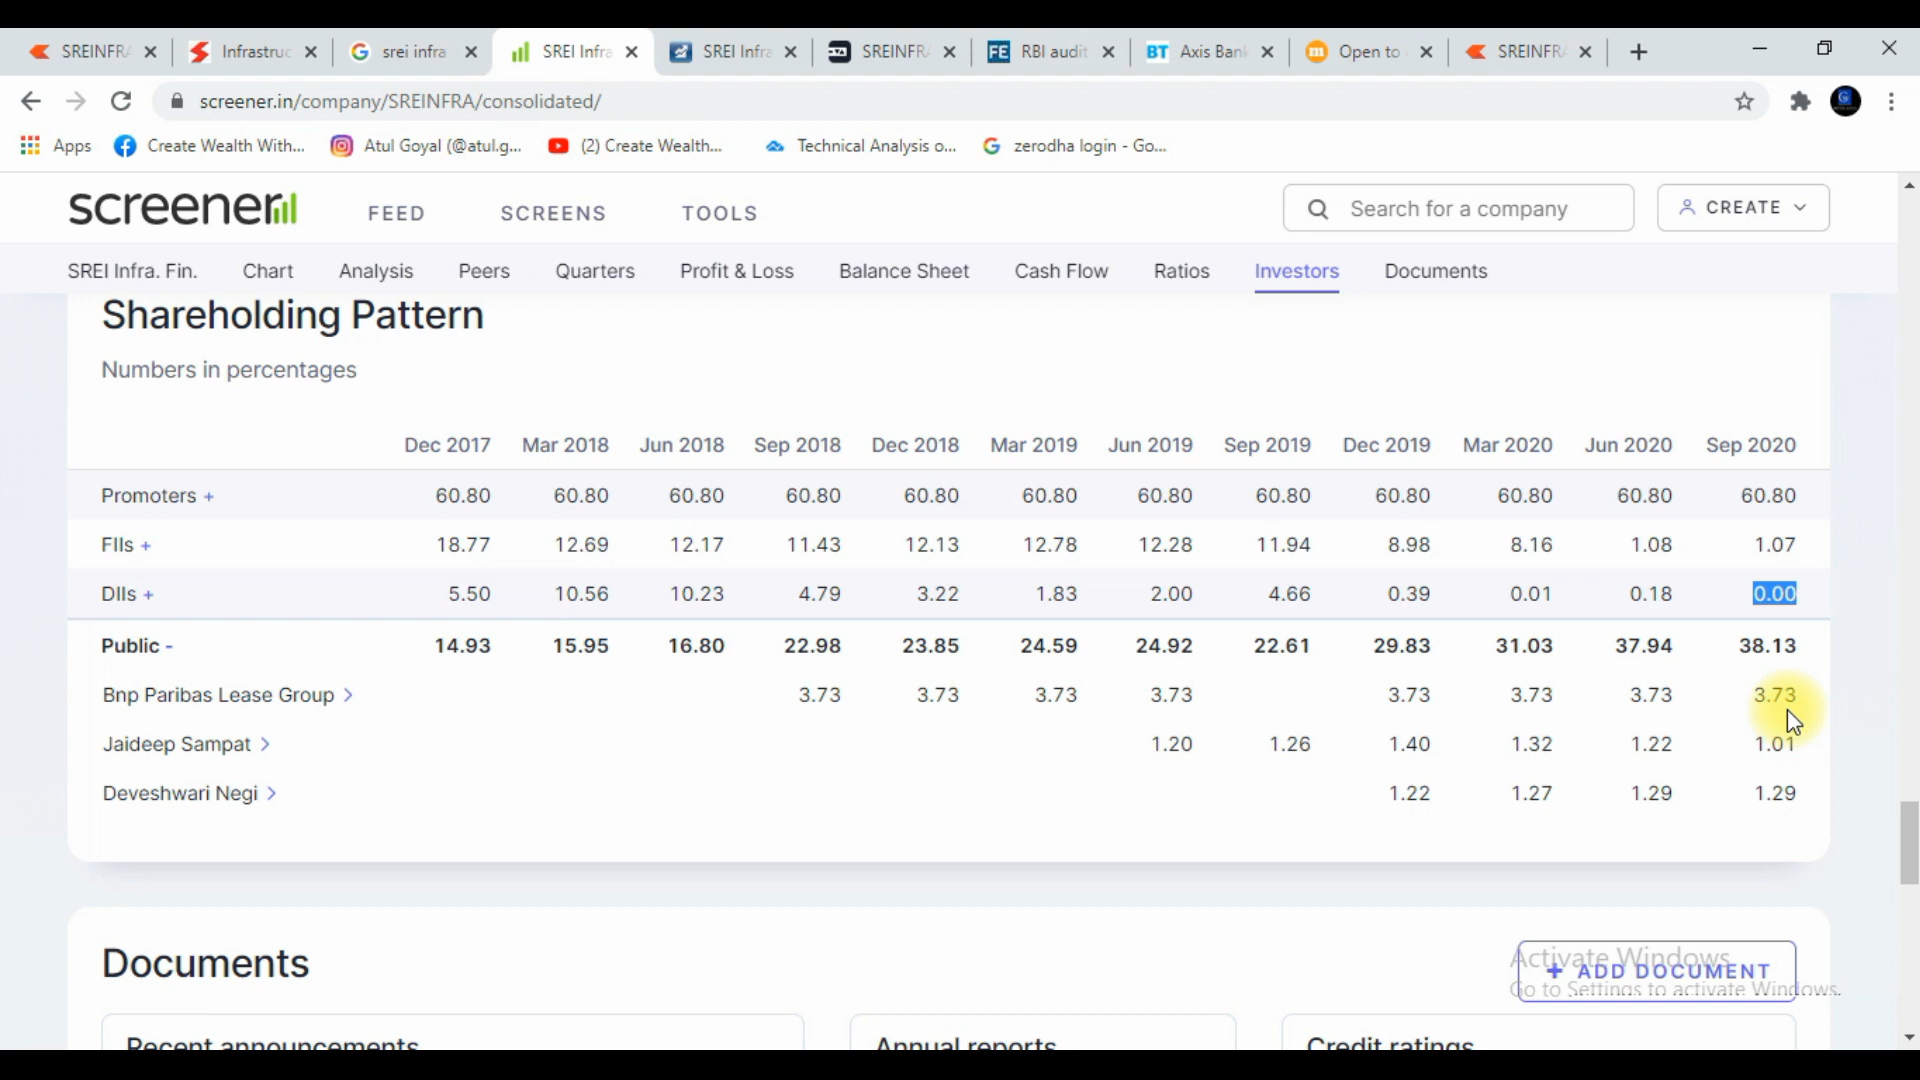 SREINFRA
Infrastruc
srei infra
SREI Infra
SREI Infra
SREINFRA
FE RBI audit
BT Axis Bank
m Open to
SREINFRA
screener.in/company/SREINFRA/consolidated/
Apps
Create Wealth With...
Atul Goyal (@atul.g...
(2) Create Wealth...
Technical Analysis o...
zerodha login - Go...
screener
FEED SCREENS TOOLS
Search for a company
CREATE
SREI Infra. Fin. Chart Analysis Peers Quarters Profit & Loss Balance Sheet Cash Flow Ratios Investors Documents
Shareholding Pattern
Numbers in percentages
Dec 2017 Mar 2018 Jun 2018 Sep 2018 Dec 2018 Mar 2019 Jun 2019 Sep 2019 Dec 2019 Mar 2020 Jun 2020 Sep 2020
Promoters + 60.80 60.80 60.80 60.80 60.80 60.80 60.80 60.80 60.80 60.80 60.80 60.80
FIIs + 18.77 12.69 12.17 11.43 12.13 12.78 12.28 11.94 8.98 8.16 1.08 1.07
DIIs + 5.50 10.56 10.23 4.79 3.22 1.83 2.00 4.66 0.39 0.01 0.18 0.00
Public - 14.93 15.95 16.80 22.98 23.85 24.59 24.92 22.61 29.83 31.03 37.94 38.13
Bnp Paribas Lease Group > 3.73 3.73 3.73 3.73 3.73 3.73 3.73 3.73
Jaideep Sampat > 1.20 1.26 1.40 1.32 1.22 1.01
Deveshwari Negi > 1.22 1.27 1.29 1.29
Documents
+ ADD DOCUMENT
Activate Windows
Go to Settings to activate Windows.
Recent announcements
Annual reports
Credit ratings